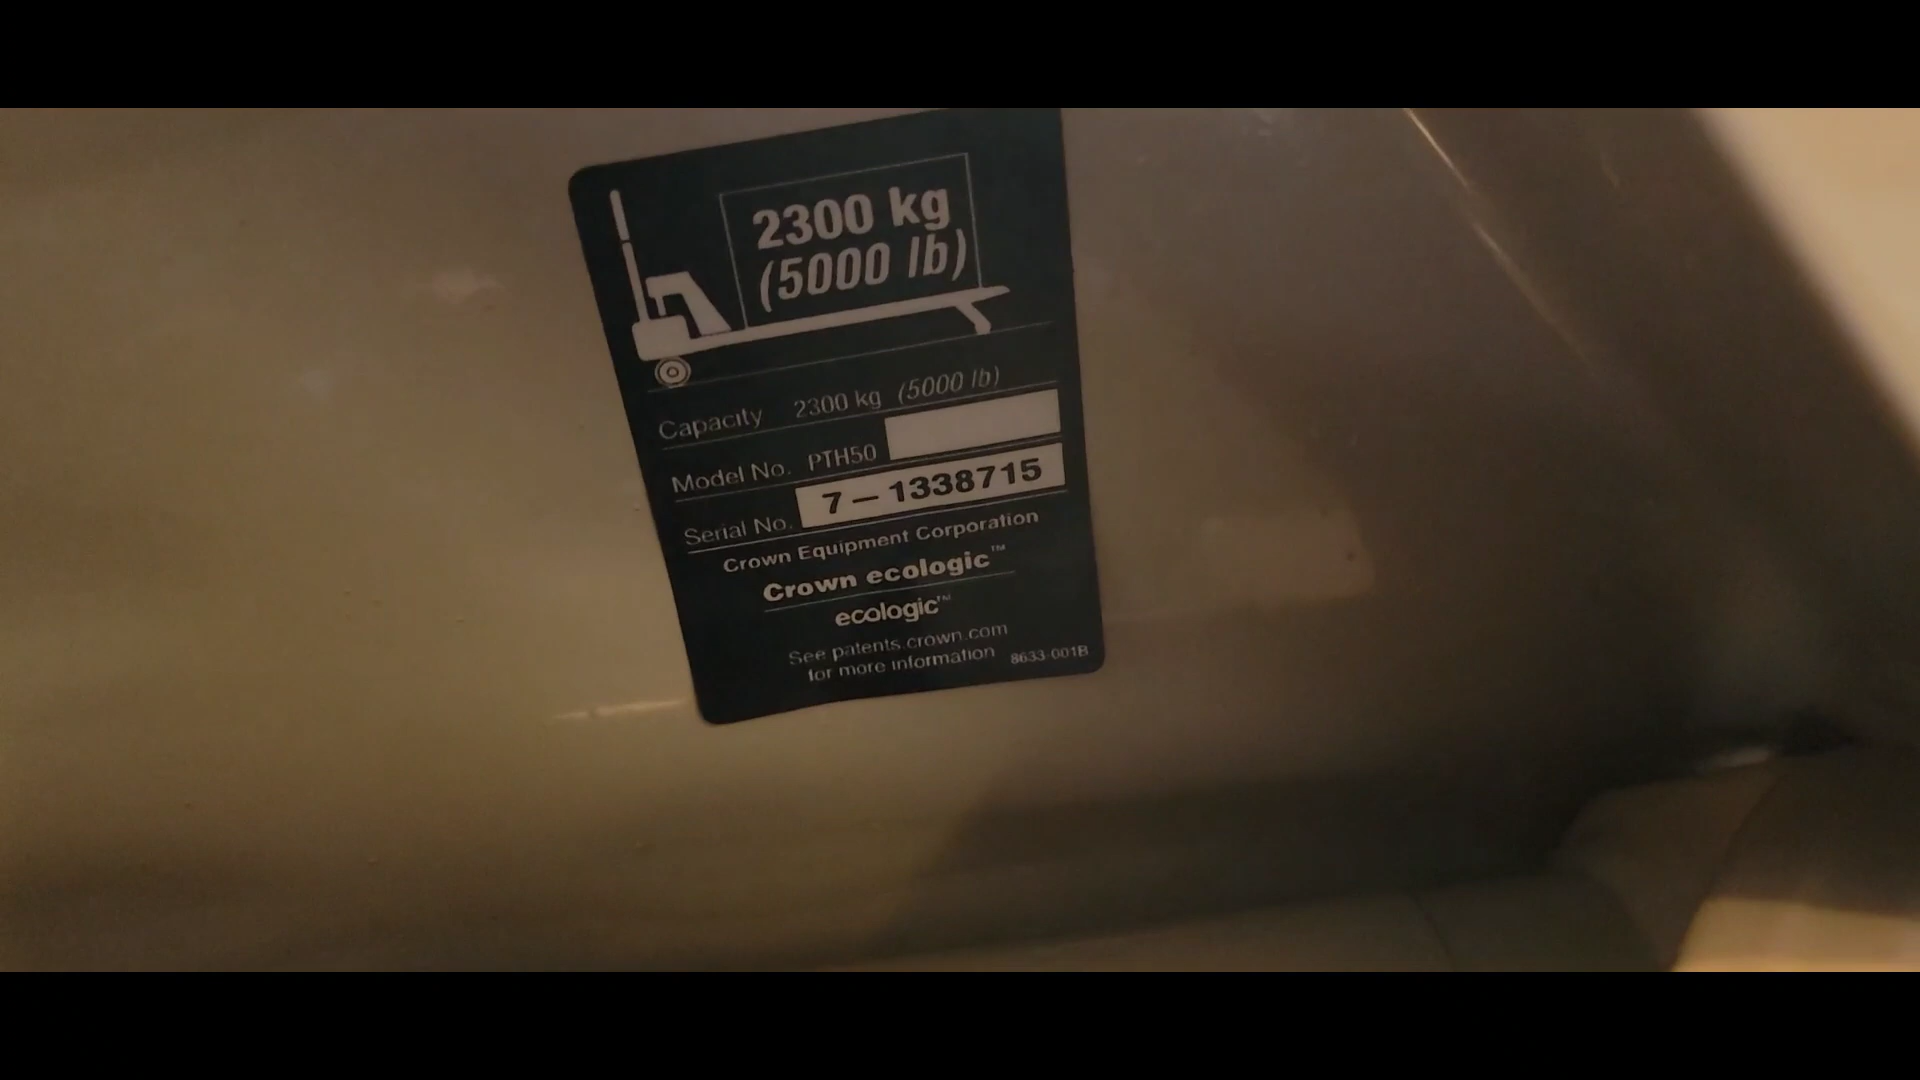 2300 kg
(5000 lb)
Capacity 2300 kg (5000 lb)
Model No. PTH50
Serial No. 7-1338715
Crown Equipment Corporation
Crown ecologic™
ecologic™
See patents.crown.com
for more information 8633-001B